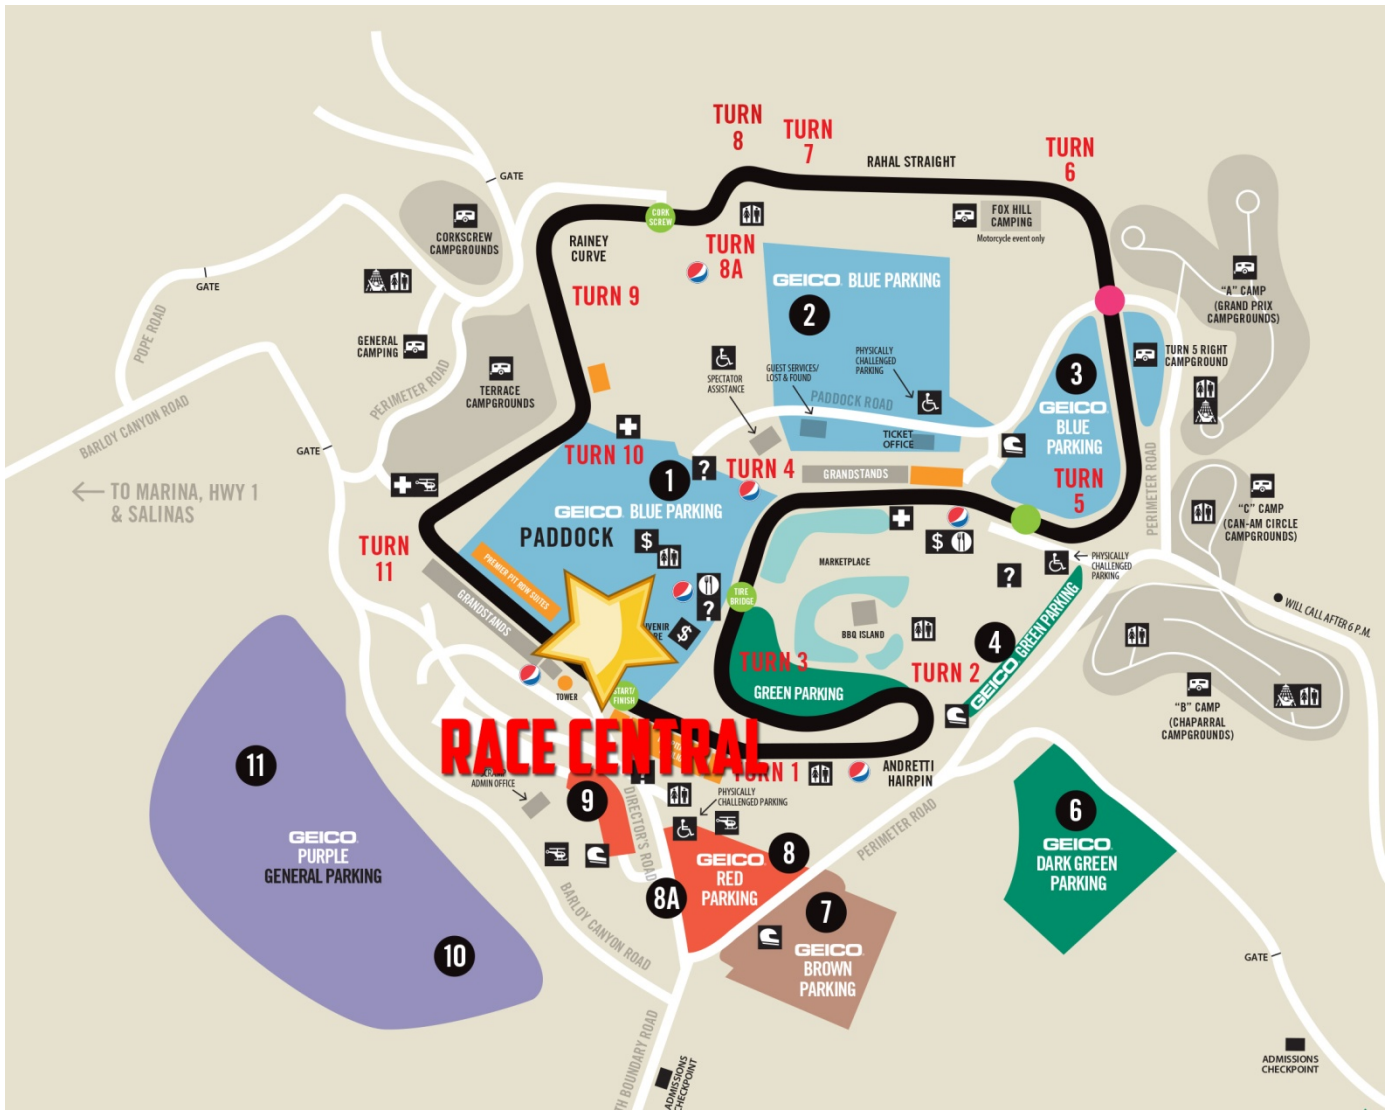 TURN
8
TURN
7
RAHAL STRAIGHT
TURN
6
GATE
CORK
SCREW
CORKSCREW
CAMPGROUNDS
RAINEY
CURVE
TURN
8A
FOX HILL
CAMPING
Motorcycle event only
GEICO BLUE PARKING
2
"A" CAMP
(GRAND PRIX
CAMPGROUNDS)
GATE
TURN 9
POPE ROAD
GENERAL
CAMPING
PERIMETER ROAD
TERRACE
CAMPGROUNDS
SPECTATOR
ASSISTANCE
GUEST SERVICES/
LOST & FOUND
PHYSICALLY
CHALLENGED
PARKING
PADDOCK ROAD
TICKET
OFFICE
3
GEICO
BLUE
PARKING
TURN 5 RIGHT
CAMPGROUND
BARLOY CANYON ROAD
GATE
TURN 10
1
?
TURN 4
GRANDSTANDS
TURN
5
PERIMETER ROAD
← TO MARINA, HWY 1
& SALINAS
GEICO BLUE PARKING
PADDOCK
$
"C" CAMP
(CAN-AM CIRCLE
CAMPGROUNDS)
TURN
11
PREMIER PIT ROW SUITES
GRANDSTANDS
MARKETPLACE
$
?
PHYSICALLY
CHALLENGED
PARKING
TIRE
BRIDGE
?
$
BBQ ISLAND
4
GEICO GREEN PARKING
WILL CALL AFTER 6 P.M.
TURN 3
GREEN PARKING
TURN 2
START/
FINISH
TOWER
"B" CAMP
(CHAPARRAL
CAMPGROUNDS)
RACE CENTRAL
TURN 1
ANDRETTI
HAIRPIN
ADMIN OFFICE
9
DIRECTOR'S ROAD
PHYSICALLY
CHALLENGED PARKING
PERIMETER ROAD
11
GEICO
PURPLE
GENERAL PARKING
10
8
GEICO
RED
PARKING
8A
6
GEICO
DARK GREEN
PARKING
7
GEICO
BROWN
PARKING
BARLOY CANYON ROAD
GATE
BOUNDARY ROAD
ADMISSIONS
CHECKPOINT
ADMISSIONS
CHECKPOINT